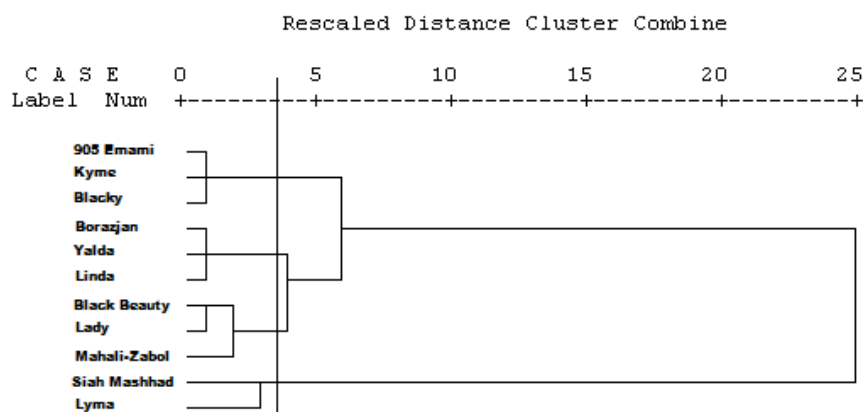 Rescaled Distance Cluster Combine
C A S E 0 5 10 15 20 25
Label Num +---------+---------+---------+---------+---------+
905 Emami
Kyme
Blacky
Borazjan
Yalda
Linda
Black Beauty
Lady
Mahali-Zabol
Siah Mashhad
Lyma